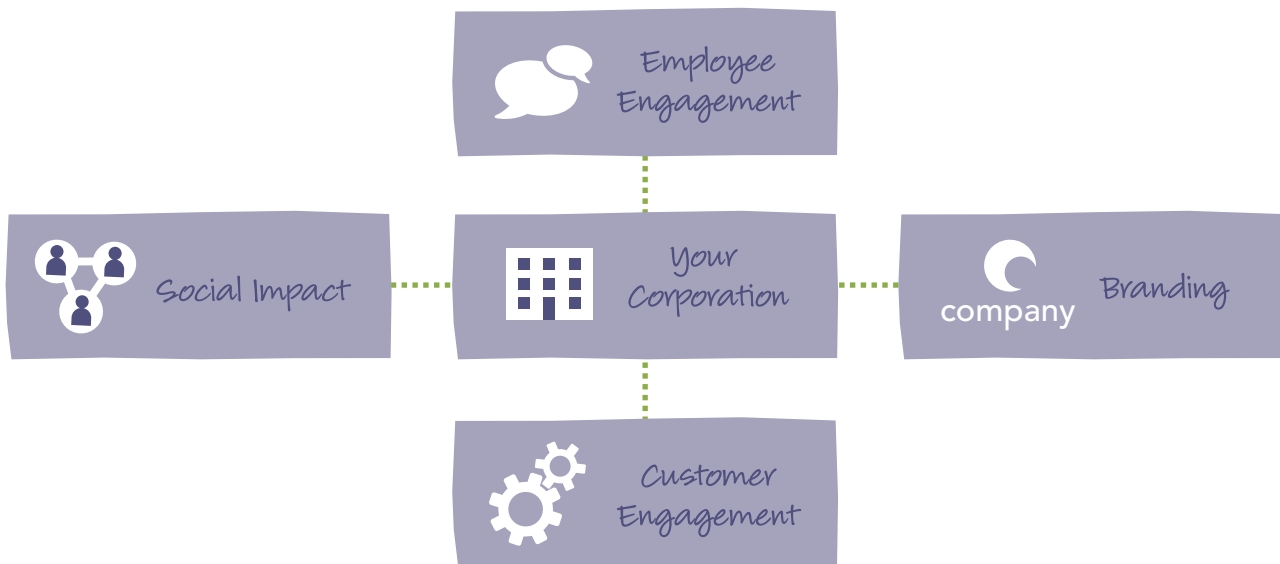 Employee
Engagement
Social Impact
Your
Corporation
company
Branding
Customer
Engagement